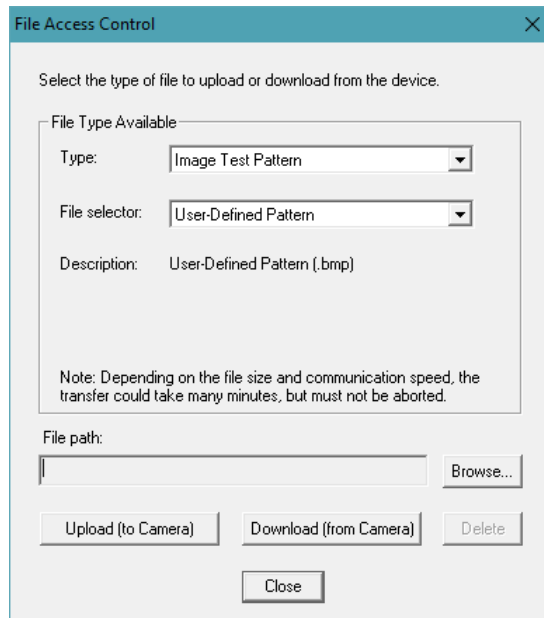 File Access Control
Select the type of file to upload or download from the device.
File Type Available
Type: Image Test Pattern
File selector: User-Defined Pattern
Description: User-Defined Pattern (.bmp)
Note: Depending on the file size and communication speed, the
transfer could take many minutes, but must not be aborted.
File path:
Browse...
Upload (to Camera) Download (from Camera) Delete
Close